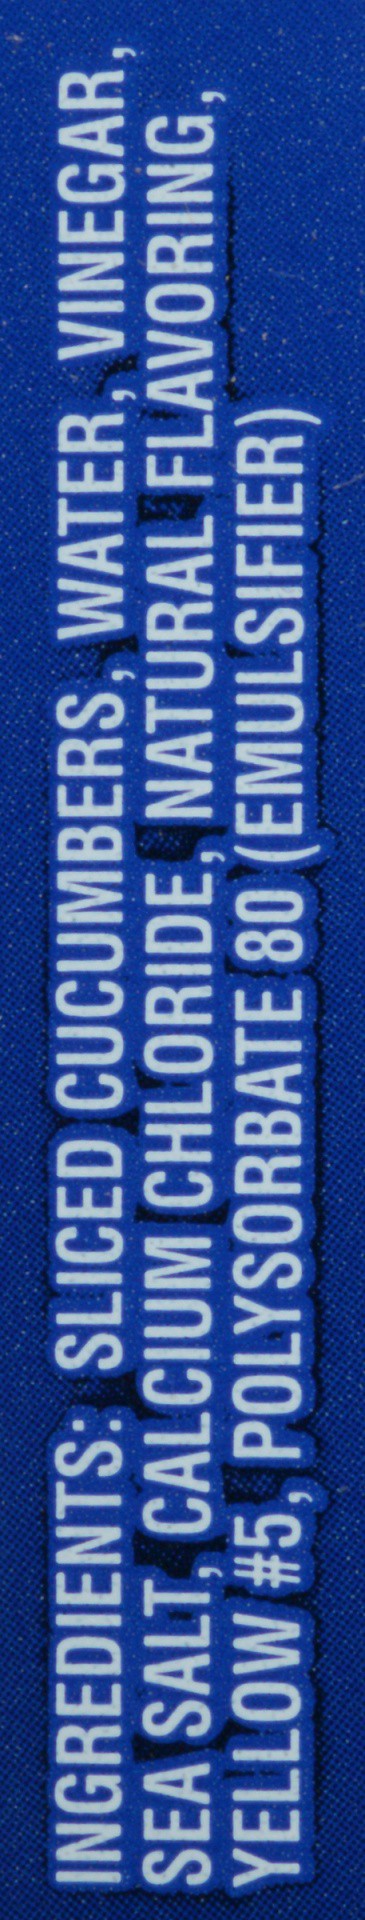 INGREDIENTS: SLICED CUCUMBERS, WATER, VINEGAR,
SEA SALT, CALCIUM CHLORIDE, NATURAL FLAVORING,
YELLOW #5, POLYSORBATE 80 (EMULSIFIER)